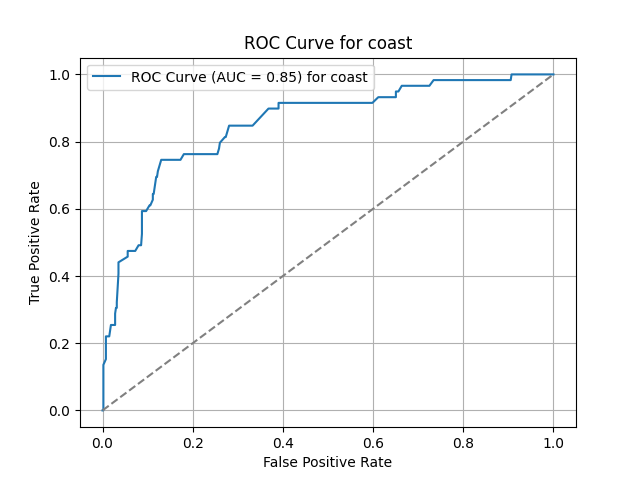 ROC Curve for coast
ROC Curve (AUC = 0.85) for coast
True Positive Rate
1.0
0.8
0.6
0.4
0.2
0.0
0.0 0.2 0.4 0.6 0.8 1.0
False Positive Rate